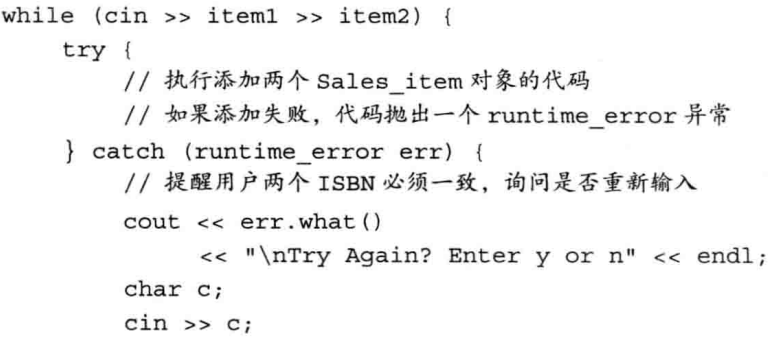 while (cin >> item1 >> item2) {
    try {
        // 执行添加两个 Sales_item 对象的代码
        // 如果添加失败，代码抛出一个 runtime_error 异常
    } catch (runtime_error err) {
        // 提醒用户两个 ISBN 必须一致，询问是否重新输入
        cout << err.what()
             << "\nTry Again? Enter y or n" << endl;
        char c;
        cin >> c;